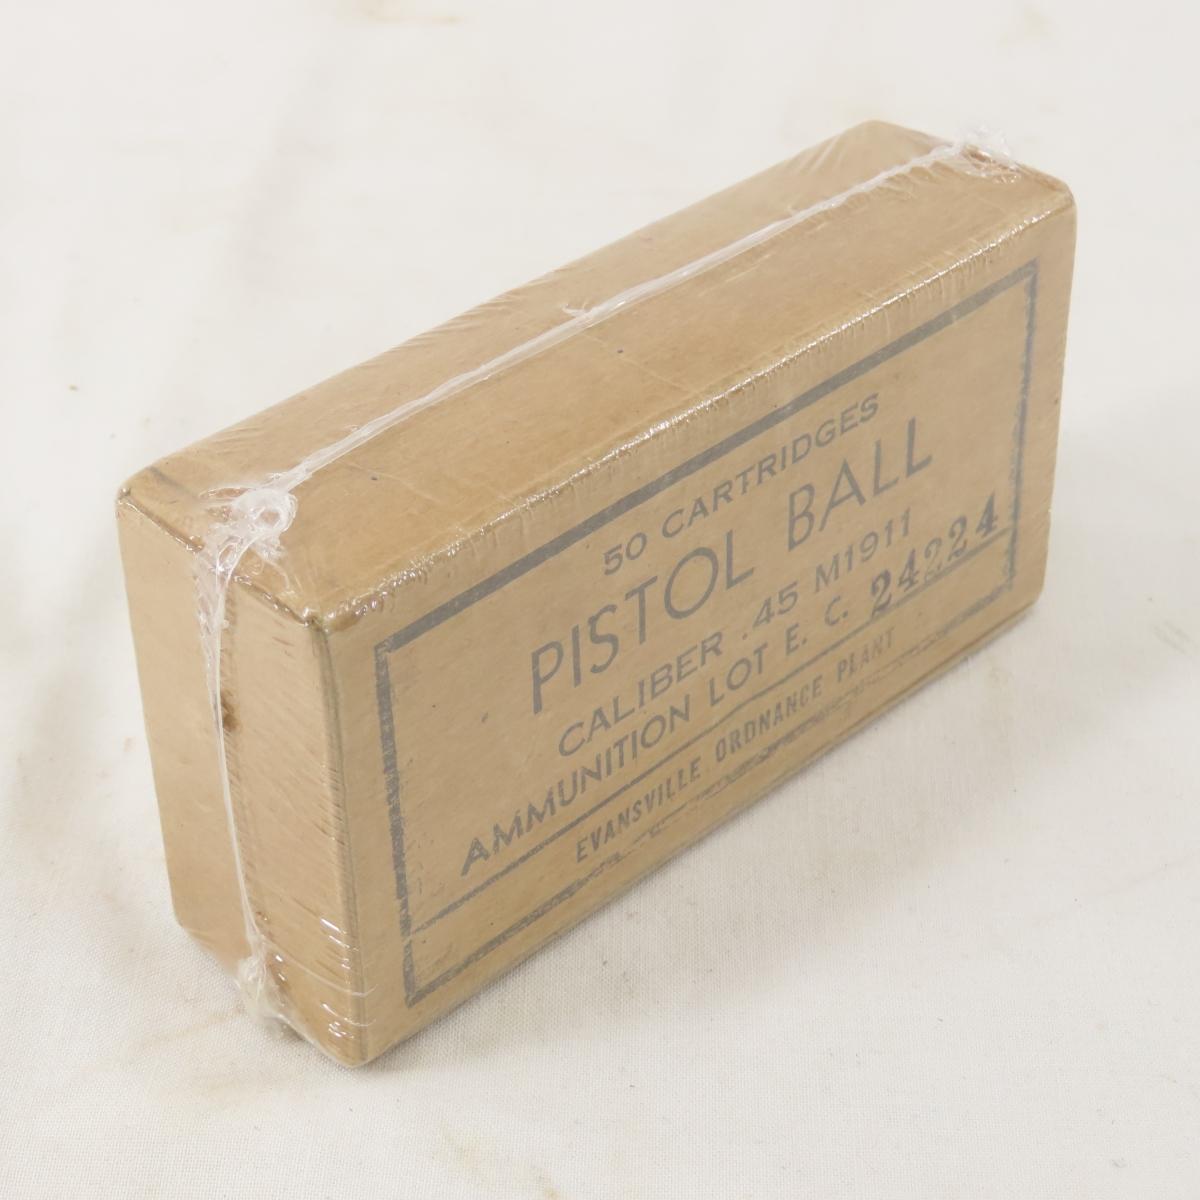 50 CARTRIDGES
PISTOL BALL
CALIBER .45 M1911
AMMUNITION LOT E. C. 24224
EVANSVILLE ORDNANCE PLANT